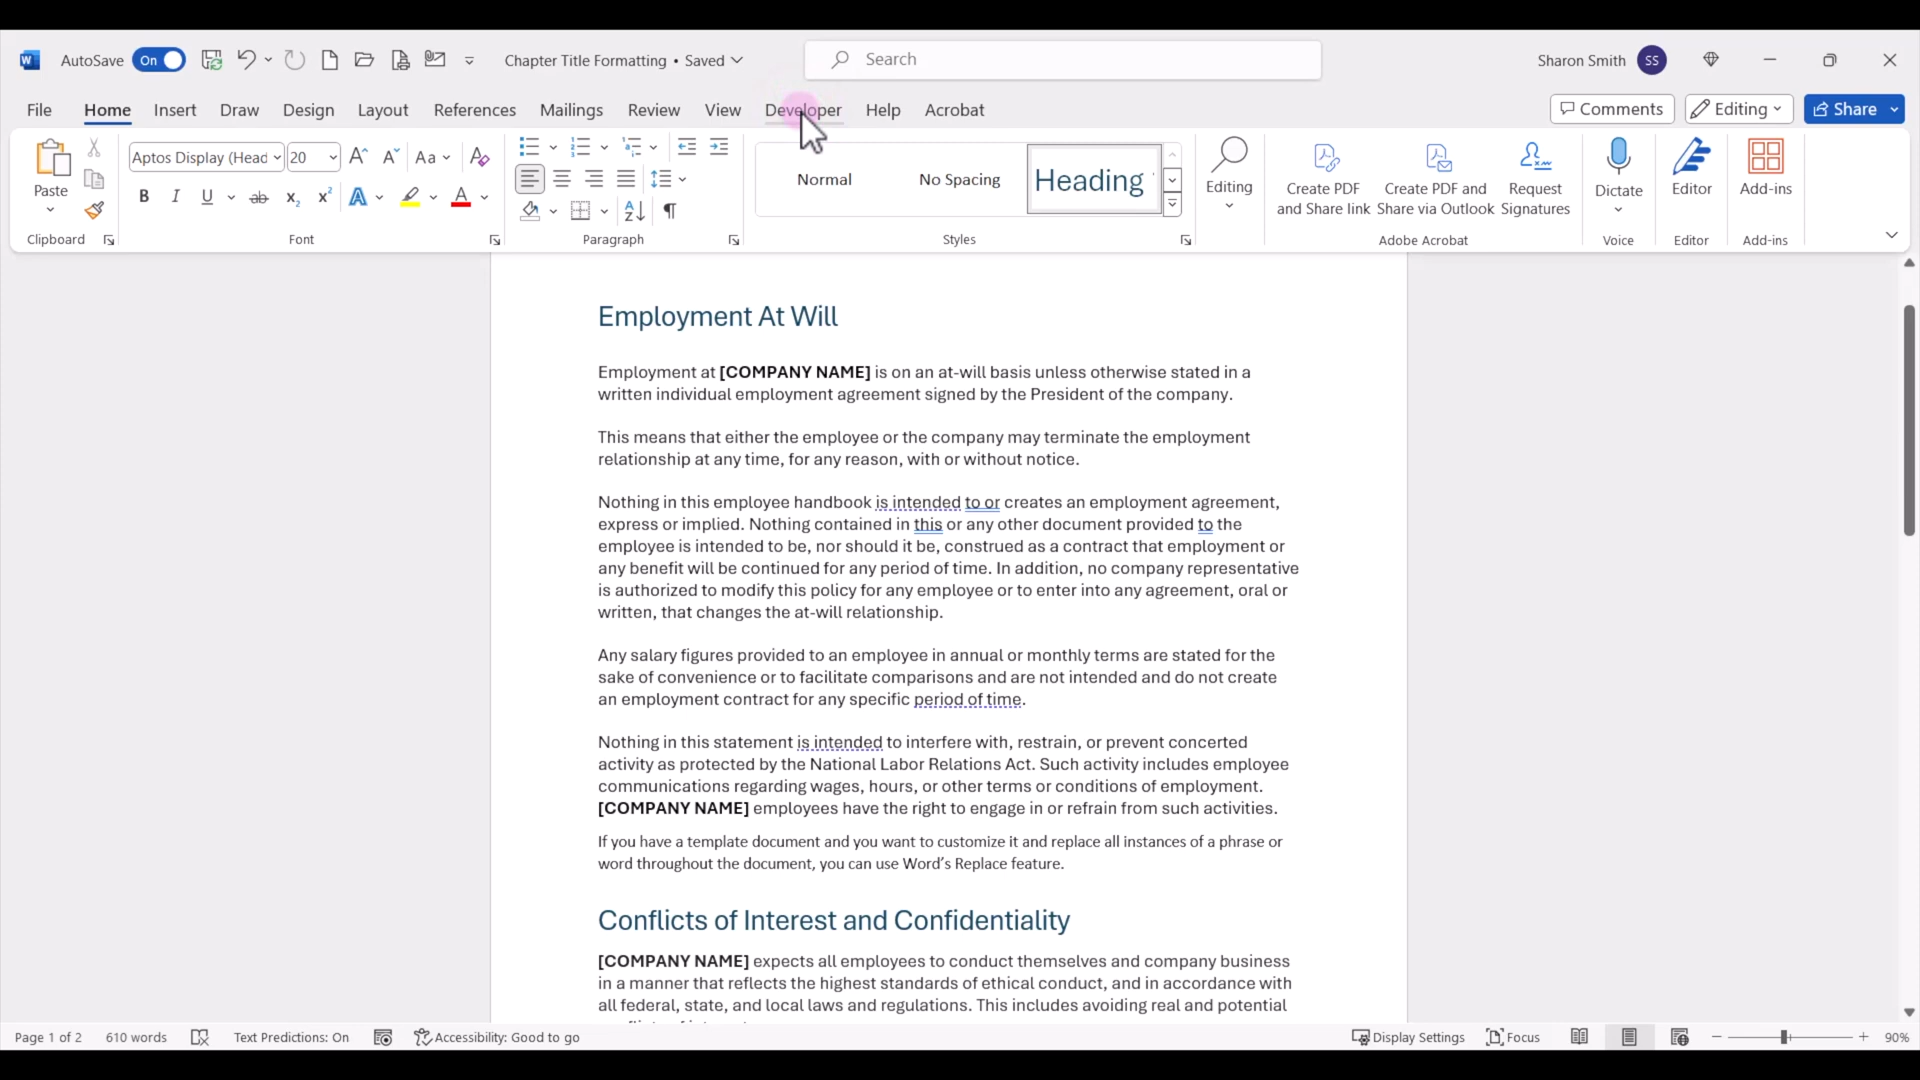 W
AutoSave On Chapter Title Formatting • Saved Search Sharon Smith SS
File Home Insert Draw Design Layout References Mailings Review View Developer Help Acrobat Comments Editing Share
Paste
Clipboard
Aptos Display (Head 20 A A Aa A
B I U ab x₂ x² A A
Font
A Z ¶
Paragraph
Normal No Spacing Heading
Styles
Editing
Create PDF and Share link
Create PDF and Share via Outlook
Request Signatures
Adobe Acrobat
Dictate
Voice
Editor
Editor
Add-ins
Add-ins
Employment At Will
Employment at [COMPANY NAME] is on an at-will basis unless otherwise stated in a
written individual employment agreement signed by the President of the company.
This means that either the employee or the company may terminate the employment
relationship at any time, for any reason, with or without notice.
Nothing in this employee handbook is intended to or creates an employment agreement,
express or implied. Nothing contained in this or any other document provided to the
employee is intended to be, nor should it be, construed as a contract that employment or
any benefit will be continued for any period of time. In addition, no company representative
is authorized to modify this policy for any employee or to enter into any agreement, oral or
written, that changes the at-will relationship.
Any salary figures provided to an employee in annual or monthly terms are stated for the
sake of convenience or to facilitate comparisons and are not intended and do not create
an employment contract for any specific period of time.
Nothing in this statement is intended to interfere with, restrain, or prevent concerted
activity as protected by the National Labor Relations Act. Such activity includes employee
communications regarding wages, hours, or other terms or conditions of employment.
[COMPANY NAME] employees have the right to engage in or refrain from such activities.
If you have a template document and you want to customize it and replace all instances of a phrase or
word throughout the document, you can use Word’s Replace feature.
Conflicts of Interest and Confidentiality
[COMPANY NAME] expects all employees to conduct themselves and company business
in a manner that reflects the highest standards of ethical conduct, and in accordance with
all federal, state, and local laws and regulations. This includes avoiding real and potential
Page 1 of 2 610 words Text Predictions: On Accessibility: Good to go Display Settings Focus 90%